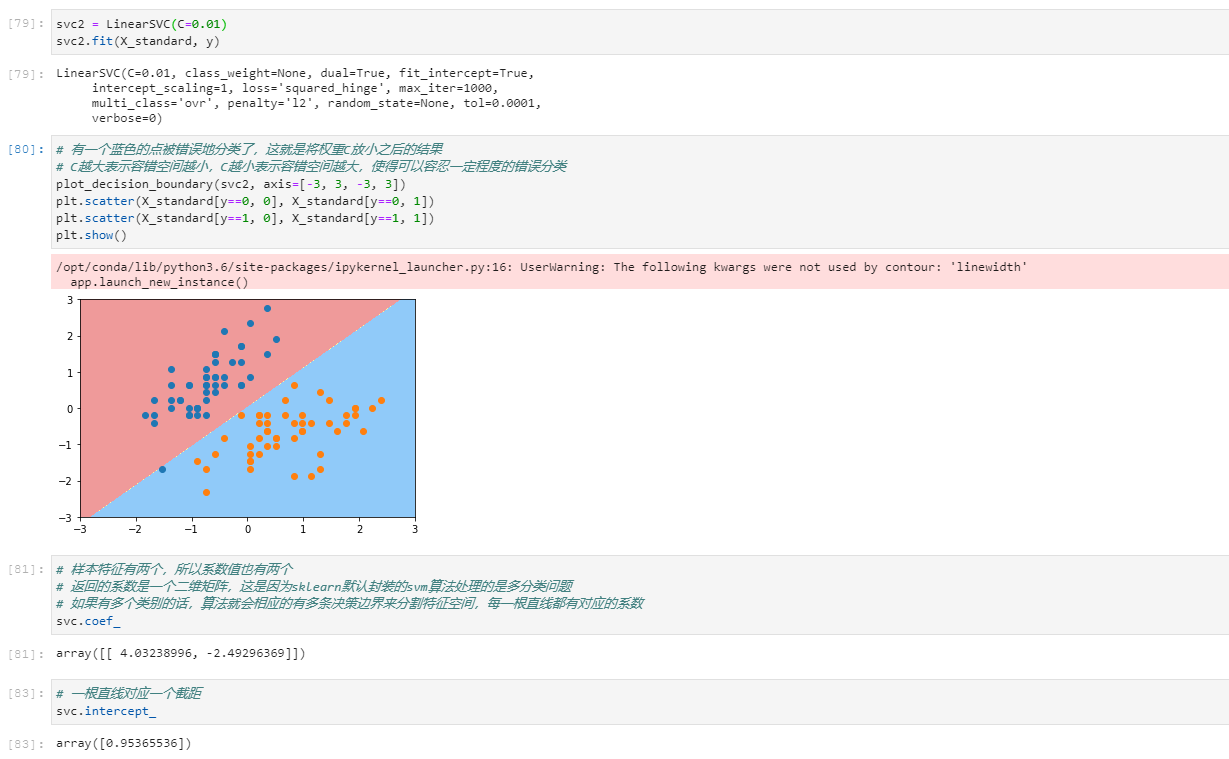 [79]: svc2 = LinearSVC(C=0.01)
svc2.fit(X_standard, y)
[79]: LinearSVC(C=0.01, class_weight=None, dual=True, fit_intercept=True,
intercept_scaling=1, loss='squared_hinge', max_iter=1000,
multi_class='ovr', penalty='l2', random_state=None, tol=0.0001,
verbose=0)
[80]: # 有一个蓝色的点被错误地分类了，这就是将权重C放小之后的结果
# C越大表示容错空间越小，C越小表示容错空间越大，使得可以容忍一定程度的错误分类
plot_decision_boundary(svc2, axis=[-3, 3, -3, 3])
plt.scatter(X_standard[y==0, 0], X_standard[y==0, 1])
plt.scatter(X_standard[y==1, 0], X_standard[y==1, 1])
plt.show()
/opt/conda/lib/python3.6/site-packages/ipykernel_launcher.py:16: UserWarning: The following kwargs were not used by contour: 'linewidth'
app.launch_new_instance()
3
2
1
0
−1
−2
−3
−3 −2 −1 0 1 2 3
[81]: # 样本特征有两个，所以系数值也有两个
# 返回的系数是一个二维矩阵，这是因为sklearn默认封装的svm算法处理的是多分类问题
# 如果有多个类别的话，算法就会相应的有多条决策边界来分割特征空间，每一根直线都有对应的系数
svc.coef_
[81]: array([[ 4.03238996, -2.49296369]])
[83]: # 一根直线对应一个截距
svc.intercept_
[83]: array([0.95365536])